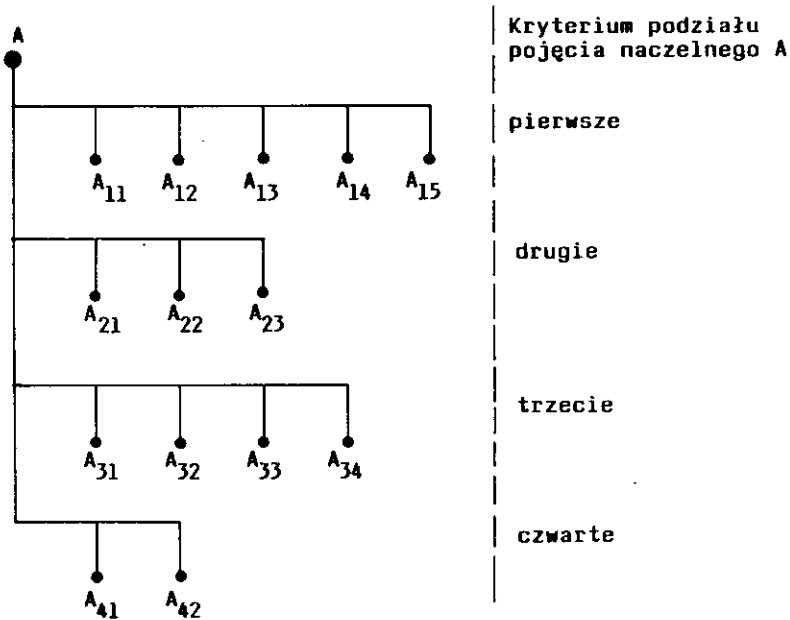 A
Kryterium podziału
pojęcia naczelnego A
pierwsze
A11 A12 A13 A14 A15
drugie
A21 A22 A23
trzecie
A31 A32 A33 A34
czwarte
A41 A42